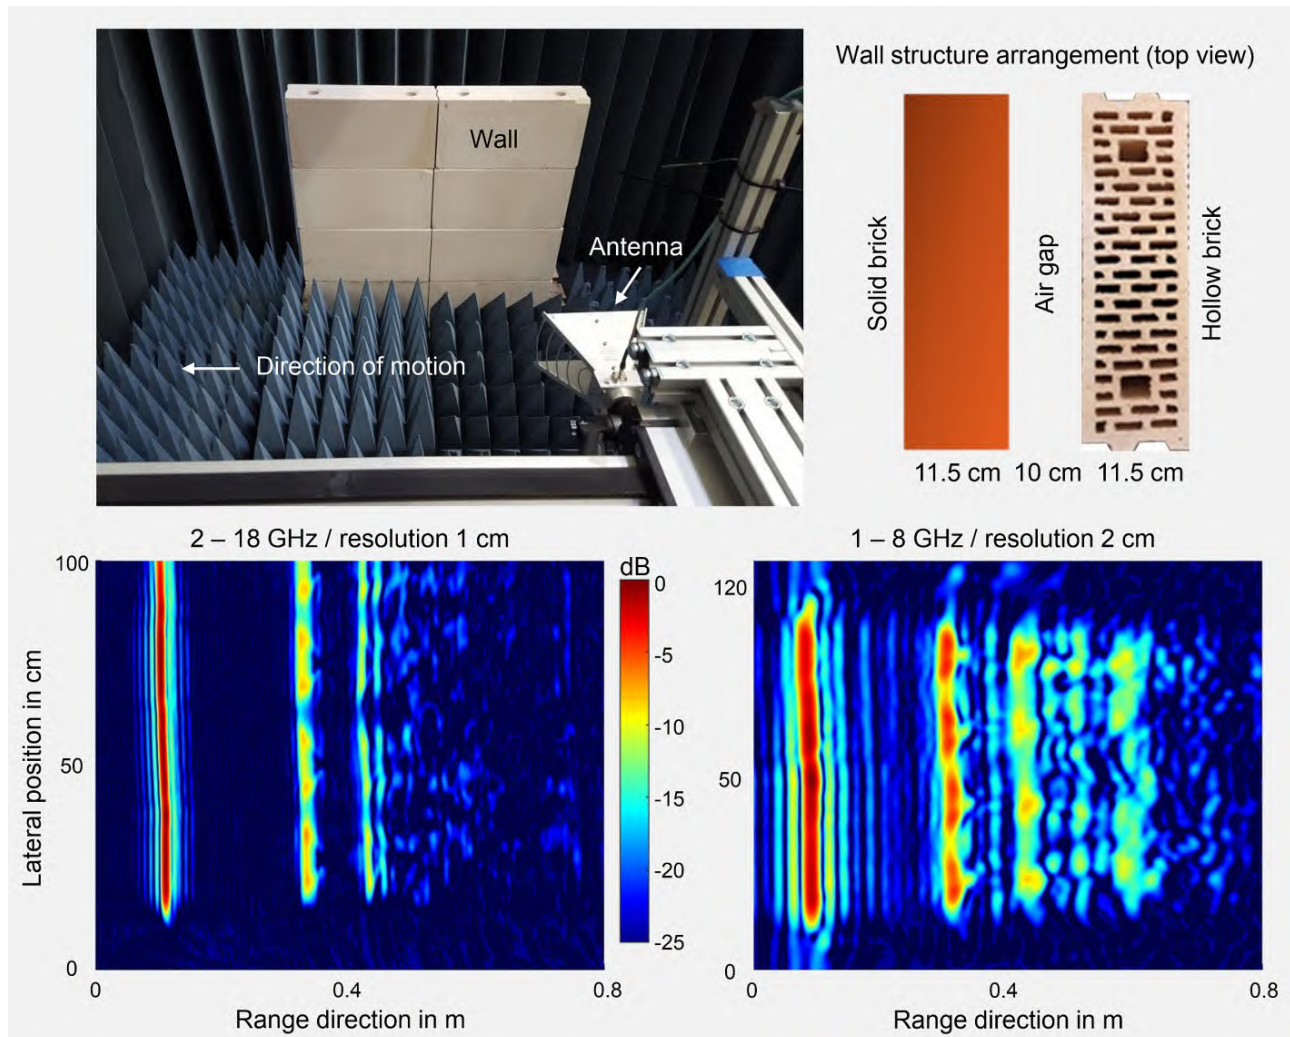 Wall structure arrangement (top view)
Wall
Antenna
Direction of motion
Solid brick
Air gap
Hollow brick
11.5 cm 10 cm 11.5 cm
2 – 18 GHz / resolution 1 cm
1 – 8 GHz / resolution 2 cm
dB
100
50
0
Lateral position in cm
0
-5
-10
-15
-20
-25
120
50
0
0 0.4 0.8
0 0.4 0.8
Range direction in m
Range direction in m